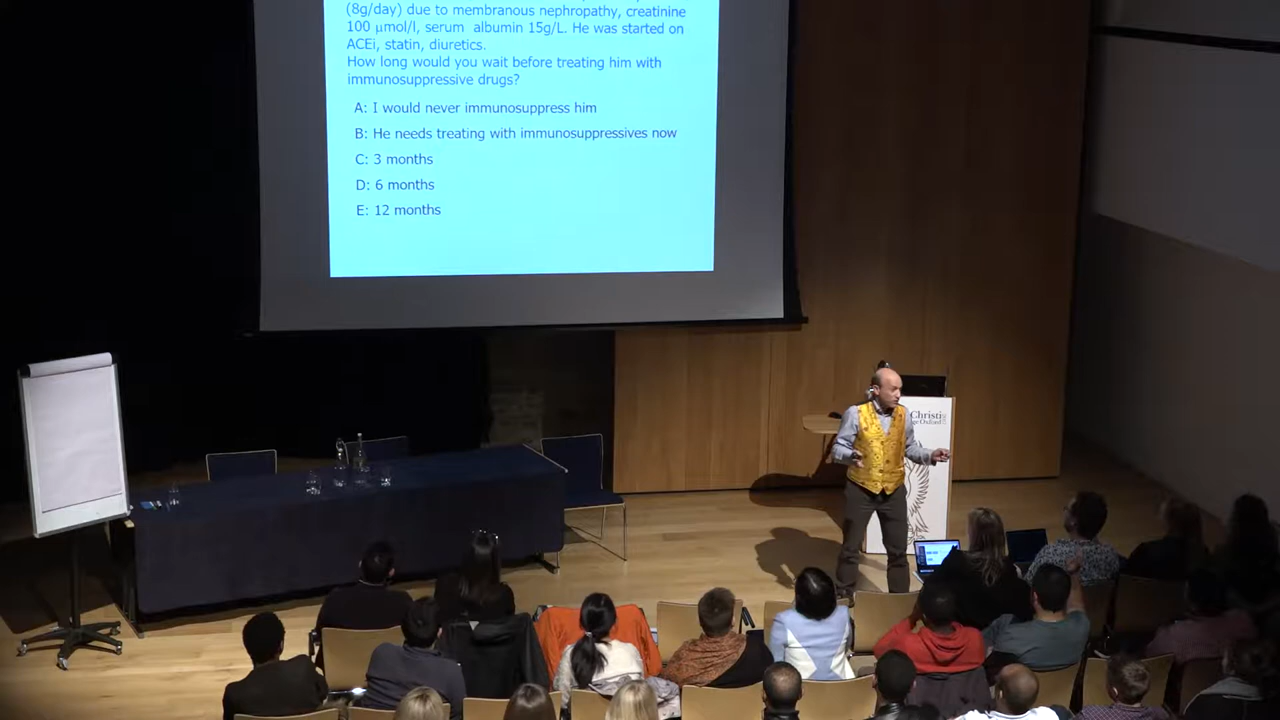 (8g/day) due to membranous nephropathy, creatinine
100 μmol/l, serum albumin 15g/L. He was started on
ACEi, statin, diuretics.
How long would you wait before treating him with
immunosuppressive drugs?
A: I would never immunosuppress him
B: He needs treating with immunosuppressives now
C: 3 months
D: 6 months
E: 12 months
Christi
Oxford